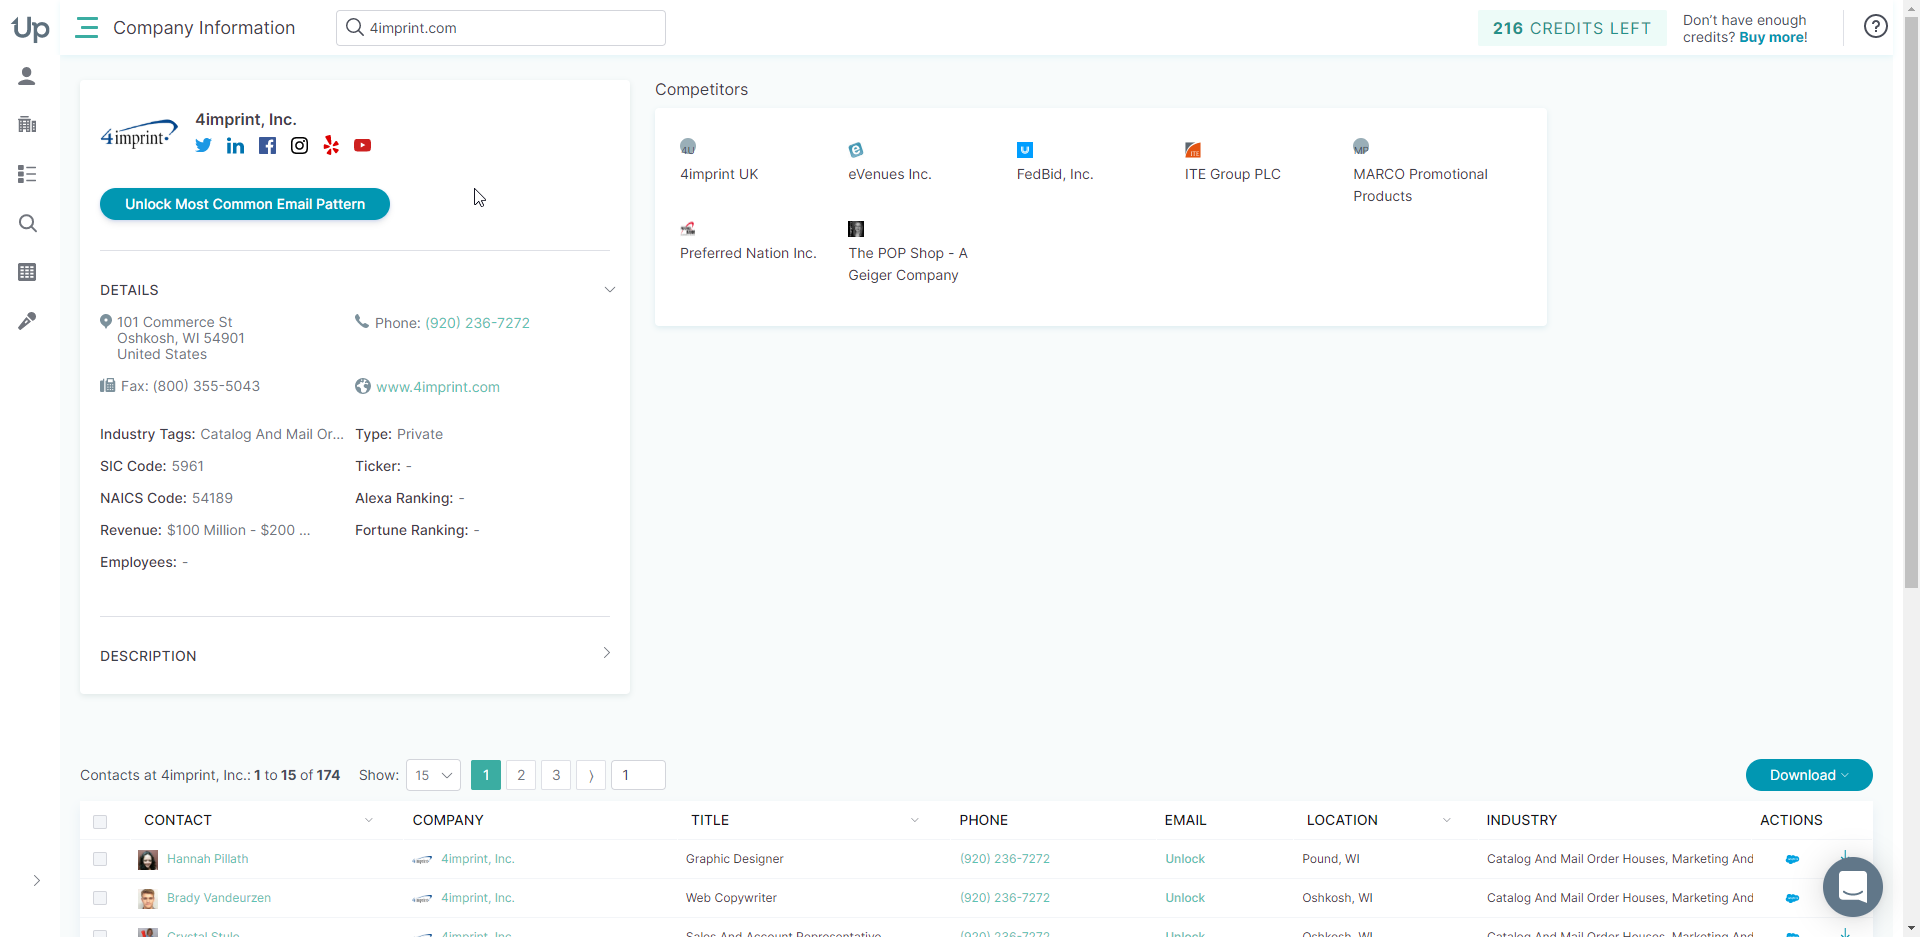 Up
Company Information
4imprint.com
216 CREDITS LEFT
Don't have enough
credits? Buy more!
?
4imprint
4imprint, Inc.
Unlock Most Common Email Pattern
DETAILS
101 Commerce St
Oshkosh, WI 54901
United States
Phone: (920) 236-7272
Fax: (800) 355-5043
www.4imprint.com
Industry Tags: Catalog And Mail Or...
Type: Private
SIC Code: 5961
Ticker: -
NAICS Code: 54189
Alexa Ranking: -
Revenue: $100 Million - $200 ...
Fortune Ranking: -
Employees: -
DESCRIPTION
Competitors
4U
4imprint UK
eVenues Inc.
FedBid, Inc.
ITE
ITE Group PLC
MP
MARCO Promotional
Products
Preferred Nation Inc.
The POP Shop - A
Geiger Company
Contacts at 4imprint, Inc.: 1 to 15 of 174
Show: 15
1 2 3 ⟩ 1
Download
CONTACT COMPANY TITLE PHONE EMAIL LOCATION INDUSTRY ACTIONS
Hannah Pillath 4imprint, Inc. Graphic Designer (920) 236-7272 Unlock Pound, WI Catalog And Mail Order Houses, Marketing And
Brady Vandeurzen 4imprint, Inc. Web Copywriter (920) 236-7272 Unlock Oshkosh, WI Catalog And Mail Order Houses, Marketing And
Crystal 4imprint, Inc. Sales And Account Representative (920) 236-7272 Unlock Oshkosh, WI Catalog And Mail Order Houses, Marketing And